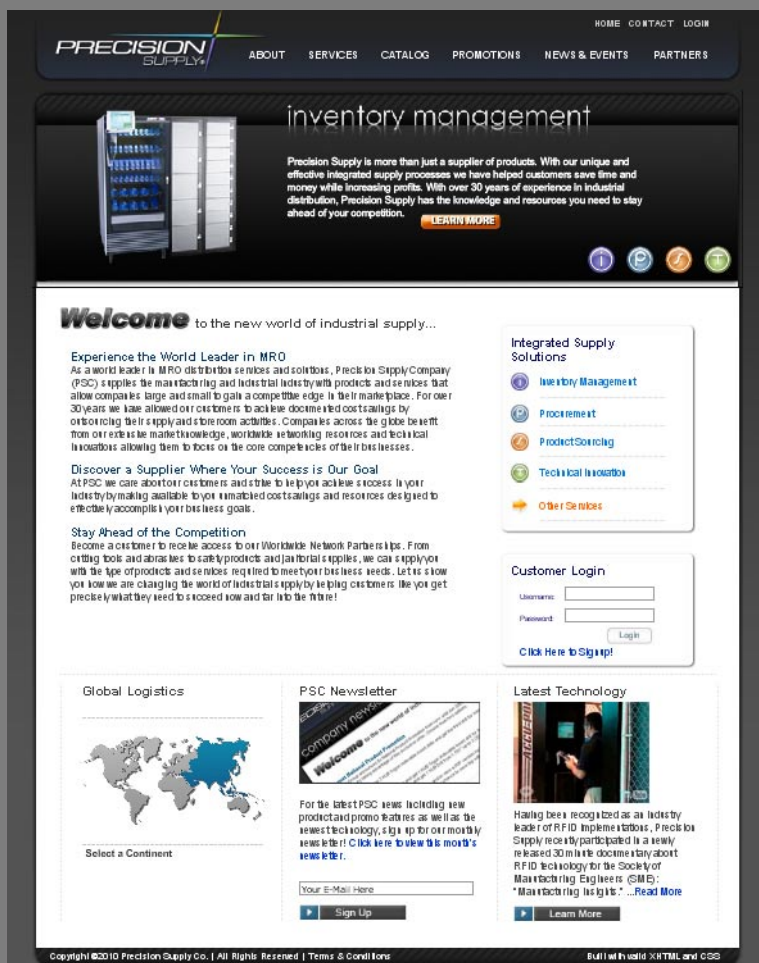 HOME CONTACT LOGIN
PRECISION
SUPPLY
ABOUT SERVICES CATALOG PROMOTIONS NEWS & EVENTS PARTNERS
inventory management
Precision Supply is more than just a supplier of products. With our unique and
effective integrated supply processes we have helped customers save time and
money while increasing profits. With over 30 years of experience in industrial
distribution, Precision Supply has the knowledge and resources you need to stay
ahead of your competition.
LEARN MORE
Welcome to the new world of industrial supply...
Experience the World Leader in MRO
As a world leader in MRO distribution services and solutions, Precision Supply Company
(PSC) supplies the manufacturing and industrial industry with products and services that
allow companies large and small to gain a competitive edge in their marketplace. For over
30 years we have allowed our customers to achieve documented cost savings by
outsourcing their supply and storeroom activities. Companies across the globe benefit
from our extensive market knowledge, worldwide networking resources and technical
innovations allowing them to focus on the core competencies of their businesses.
Discover a Supplier Where Your Success is Our Goal
At PSC we care about our customers and strive to help you achieve success in your
industry by making available to you unmatched cost savings and resources designed to
effectively accomplish your business goals.
Stay Ahead of the Competition
Become a customer to receive access to our Worldwide Network Partnerships. From
cutting tools and abrasives to safety products and janitorial supplies, we can supply you
with the type of products and services required to meet your business needs. Let us show
you how we are changing the world of industrial supply by helping customers like you get
precisely what they need to succeed now and far into the future!
Integrated Supply
Solutions
Inventory Management
Procurement
Product Sourcing
Technical Innovation
Other Services
Customer Login
Username:
Password:
Login
Click Here to Signup!
Global Logistics
Select a Continent
PSC Newsletter
company news
Welcome to the new world of
For the latest PSC news including new
product and promo features as well as the
newest technology, sign up for our monthly
newsletter! Click here to view this month's
newsletter.
Your E-Mail Here
Sign Up
Latest Technology
Having been recognized as an industry
leader of RFID implementations, Precision
Supply recently participated in a newly
released 30 minute documentary about
RFID technology for the Society of
Manufacturing Engineers (SME):
"Manufacturing Insights." ...Read More
Learn More
Copyright ©2010 Precision Supply Co. | All Rights Reserved | Terms & Conditions
Built with valid XHTML and CSS